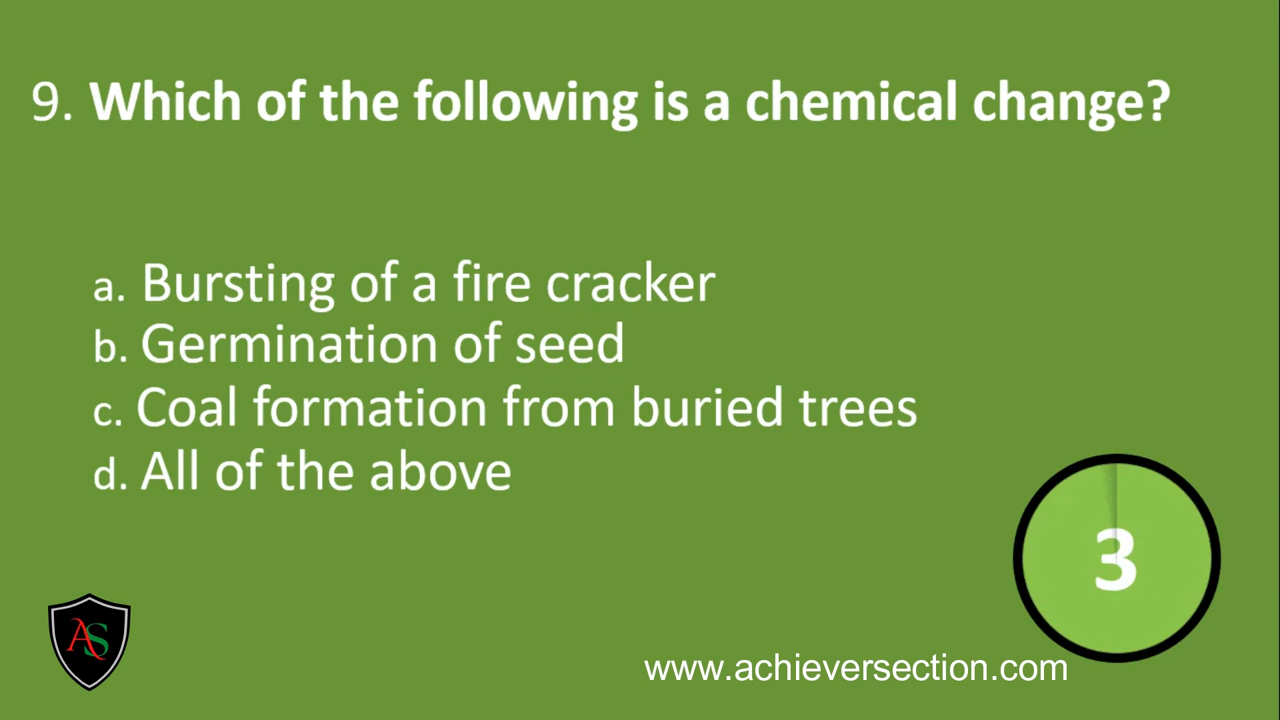 9. Which of the following is a chemical change?
a. Bursting of a fire cracker
b. Germination of seed
c. Coal formation from buried trees
d. All of the above
3
AS
www.achieversection.com